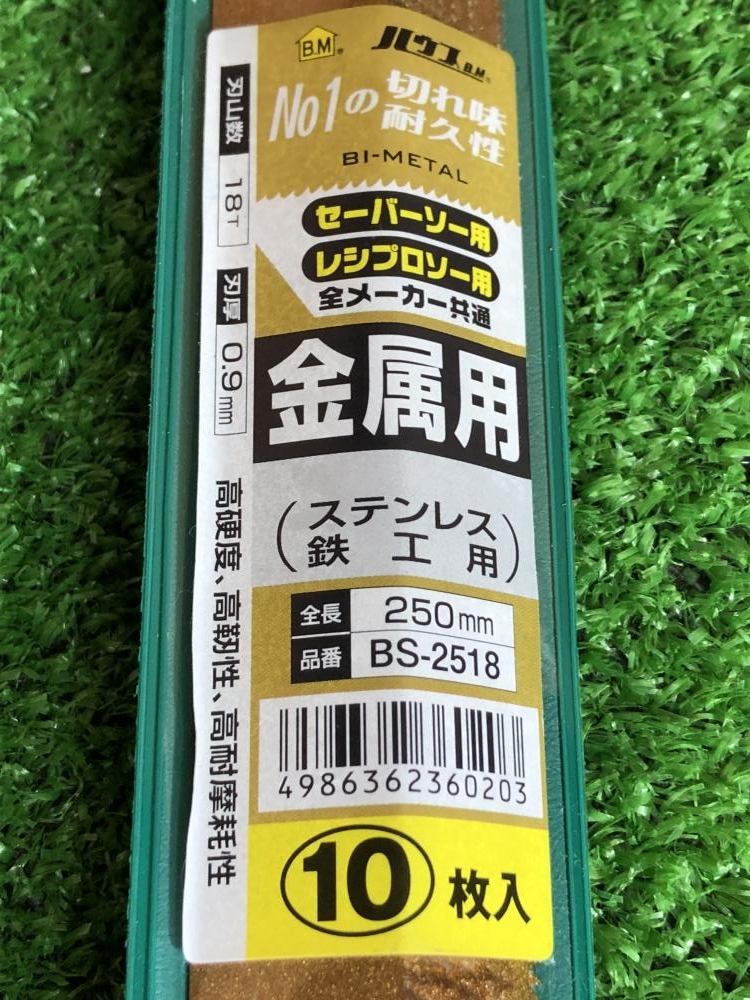 B.M
ハウスB.M
No1の
切れ味
耐久性
BI-METAL
刃山数 18T
刃厚 0.9mm
高硬度、高靭性、高耐摩耗性
セーバーソー用
レシプロソー用
全メーカー共通
金属用
(ステンレス
鉄工用)
全長 250mm
品番 BS-2518
4986362360203
10枚入